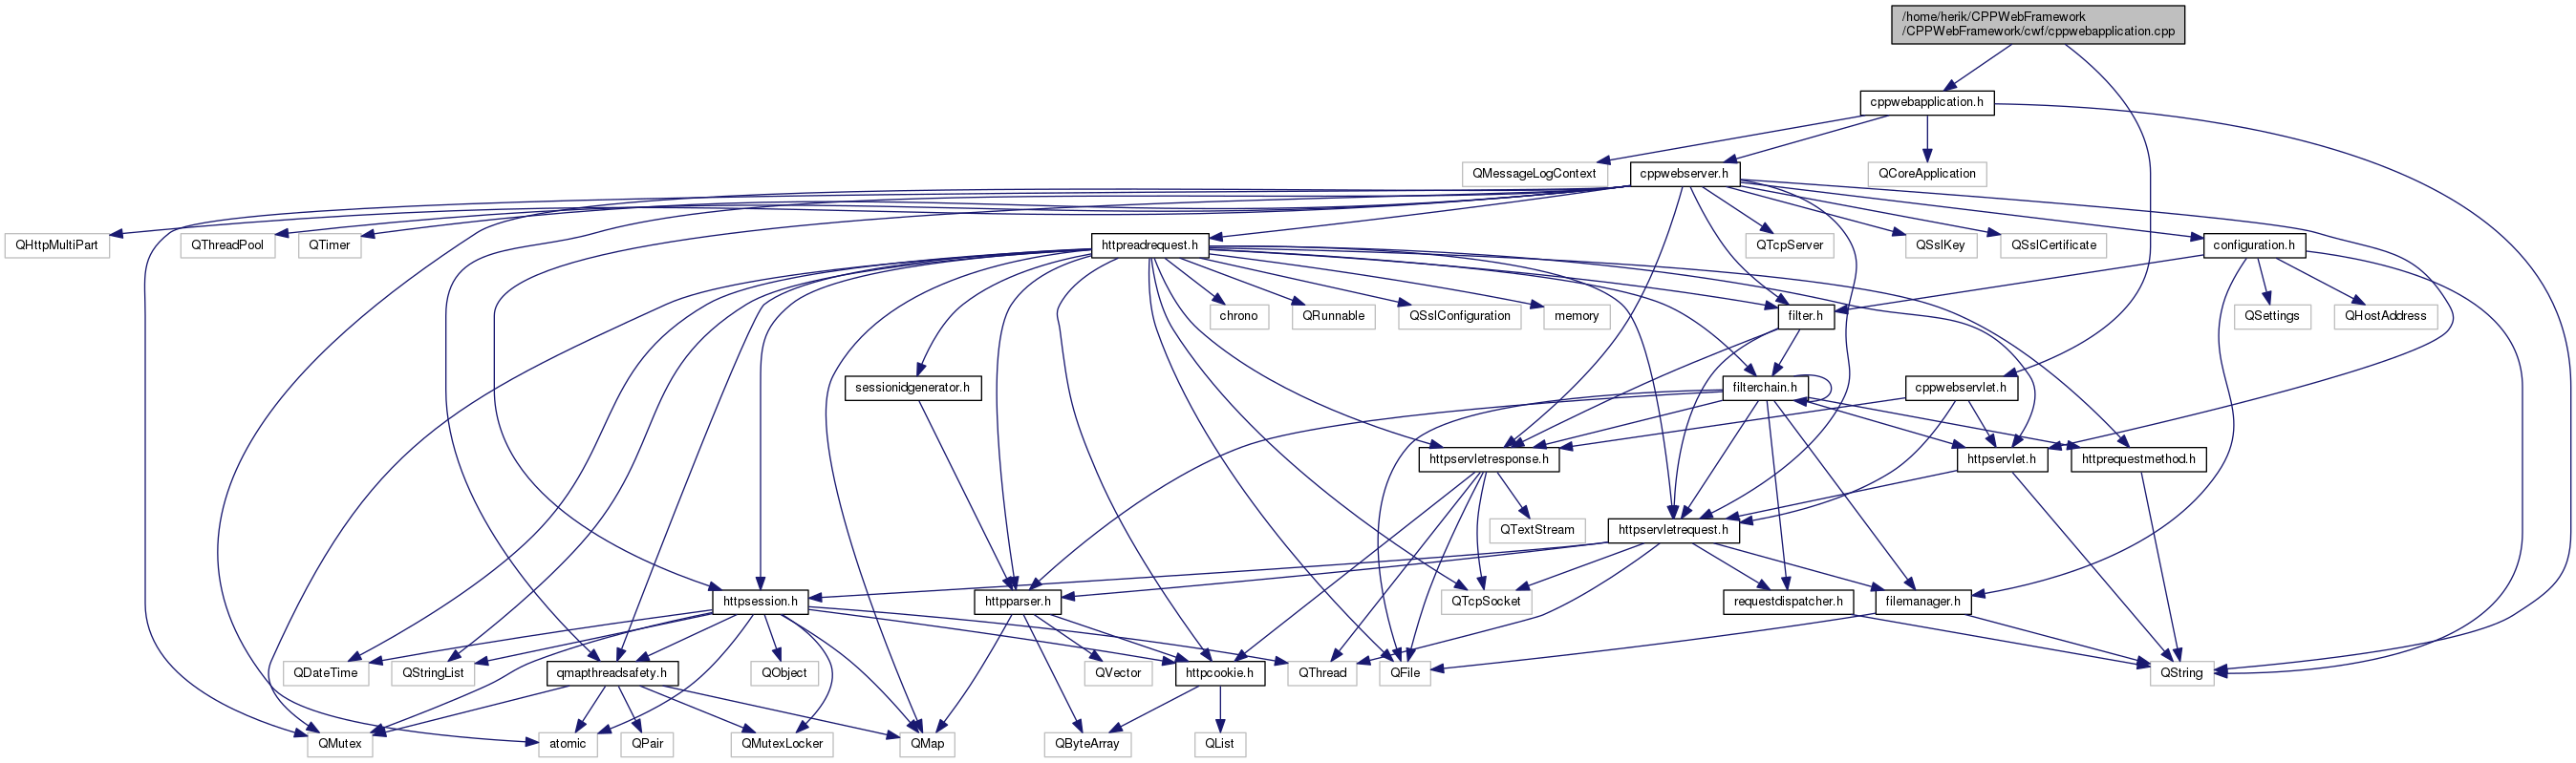 /home/herik/CPPWebFramework
/CPPWebFramework/cwf/cppwebapplication.cpp
cppwebapplication.h
QMessageLogContext
cppwebserver.h
QCoreApplication
QHttpMultiPart
QThreadPool
QTimer
httpreadrequest.h
QTcpServer
QSslKey
QSslCertificate
configuration.h
chrono
QRunnable
QSslConfiguration
memory
filter.h
QSettings
QHostAddress
sessionidgenerator.h
filterchain.h
cppwebservlet.h
httpservletresponse.h
httpservlet.h
httprequestmethod.h
QTextStream
httpservletrequest.h
httpsession.h
httpparser.h
QTcpSocket
requestdispatcher.h
filemanager.h
QDateTime
QStringList
qmapthreadsafety.h
QObject
QVector
httpcookie.h
QThread
QFile
QString
QMutex
atomic
QPair
QMutexLocker
QMap
QByteArray
QList